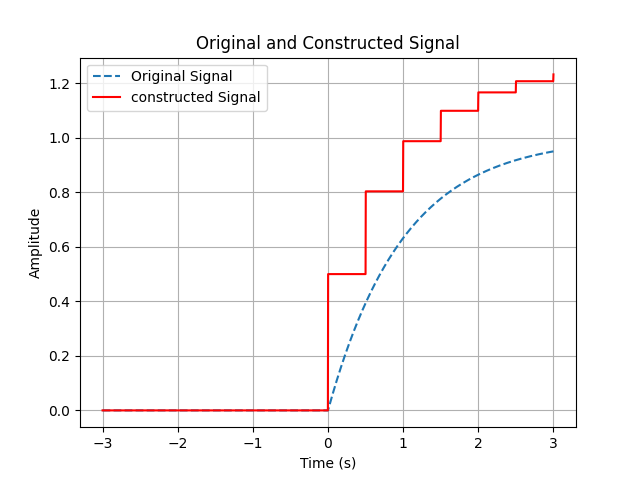 Original and Constructed Signal
Original Signal
constructed Signal
Amplitude
1.2
1.0
0.8
0.6
0.4
0.2
0.0
−3 −2 −1 0 1 2 3
Time (s)